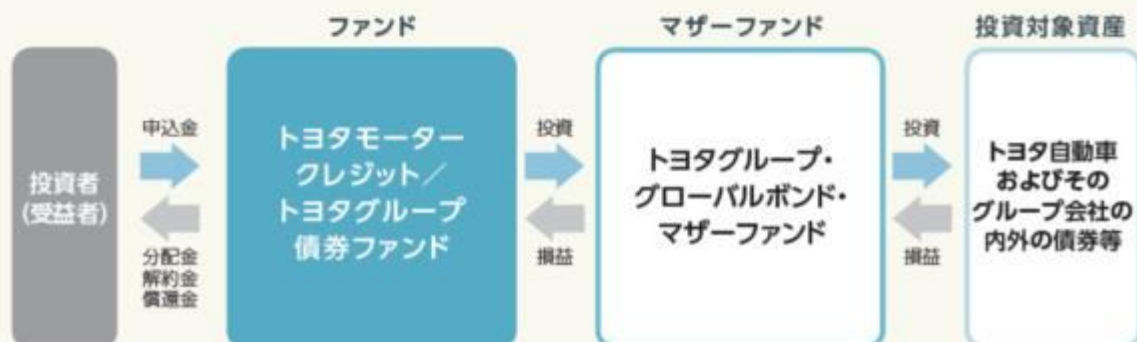 ファンド
マザーファンド
投資対象資産
投資者
(受益者)
申込金
分配金
解約金
償還金
トヨタモーター
クレジット／
トヨタグループ
債券ファンド
投資
損益
トヨタグループ・
グローバルボンド・
マザーファンド
投資
損益
トヨタ自動車
およびその
グループ会社の
内外の債券等